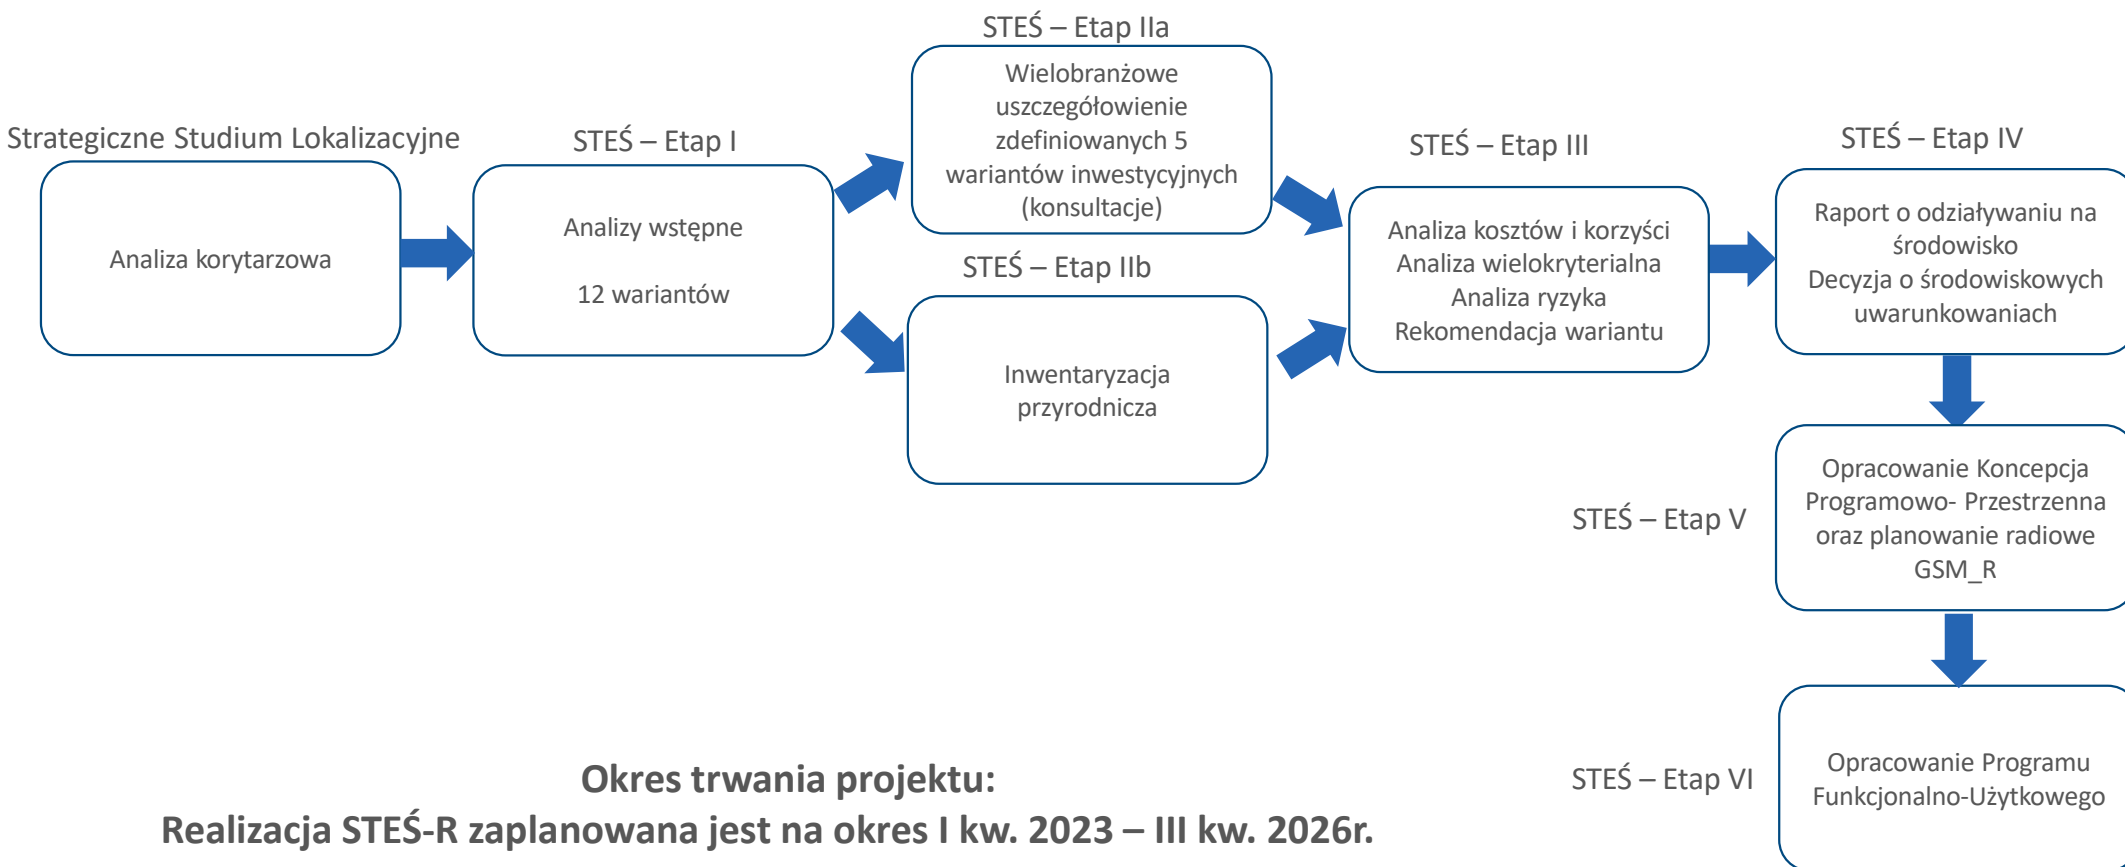 Strategiczne Studium Lokalizacyjne
Analiza korytarzowa
STEŚ – Etap I
Analizy wstępne
12 wariantów
STEŚ – Etap IIa
Wielobranżowe
uszczegółowienie
zdefiniowanych 5
wariantów inwestycyjnych
(konsultacje)
STEŚ – Etap IIb
Inwentaryzacja
przyrodnicza
STEŚ – Etap III
Analiza kosztów i korzyści
Analiza wielokryterialna
Analiza ryzyka
Rekomendacja wariantu
STEŚ – Etap IV
Raport o odziaływaniu na
środowisko
Decyzja o środowiskowych
uwarunkowaniach
STEŚ – Etap V
Opracowanie Koncepcja
Programowo- Przestrzenna
oraz planowanie radiowe
GSM_R
STEŚ – Etap VI
Opracowanie Programu
Funkcjonalno-Użytkowego
Okres trwania projektu:
Realizacja STEŚ-R zaplanowana jest na okres I kw. 2023 – III kw. 2026r.